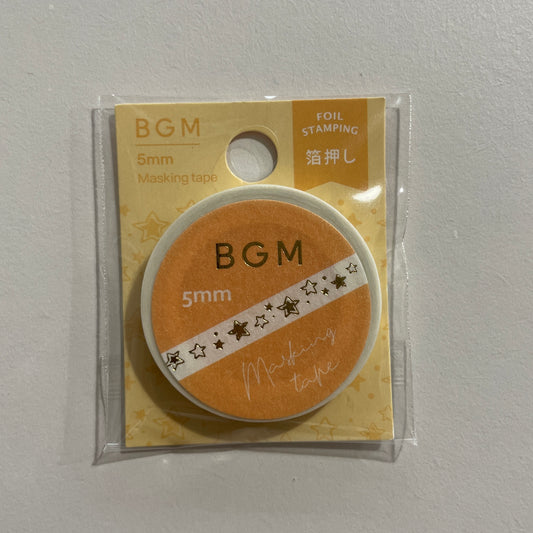 BGM
5mm
Masking tape
FOIL
STAMPING
箔押し
BGM
5mm
Masking
tape